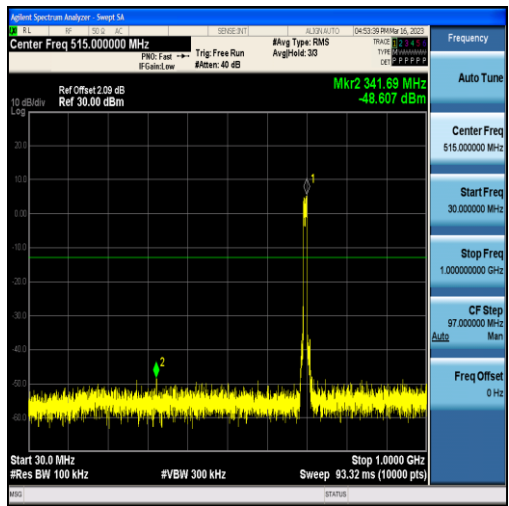 Agilent Spectrum Analyzer - Swept SA
RL RF 50 Ω AC SENSE:INT ALIGN AUTO 04:53:39 PM Mar 16, 2023
Center Freq 515.000000 MHz
PNO: Fast
IFGain:Low
Trig: Free Run
#Atten: 40 dB
#Avg Type: RMS
Avg|Hold: 3/3
TRACE 1 2 3 4 5 6
TYPE M
DET P P P P P P
Ref Offset 2.09 dB
Ref 30.00 dBm
Mkr2 341.69 MHz
-48.607 dBm
10 dB/div
Log
20.0
10.0
0.00
-10.0
-20.0
-30.0
-40.0
-50.0
-60.0
1
2
Start 30.0 MHz
Stop 1.0000 GHz
#Res BW 100 kHz
#VBW 300 kHz
Sweep 93.32 ms (10000 pts)
MSG
STATUS
Frequency
Auto Tune
Center Freq
515.000000 MHz
Start Freq
30.000000 MHz
Stop Freq
1.000000000 GHz
CF Step
97.000000 MHz
Auto Man
Freq Offset
0 Hz